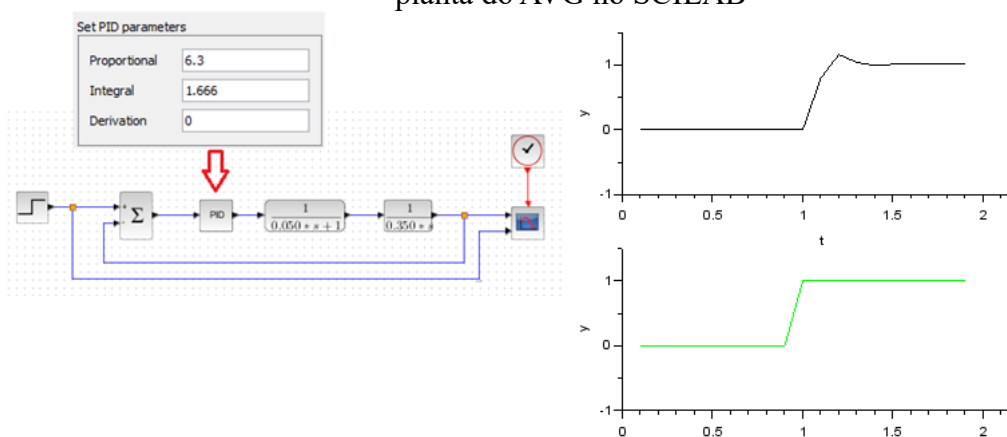 planta do AVG no SCILAB
Set PID parameters
Proportional 6.3
Integral 1.666
Derivation 0
+
-
Σ
PID
1
0.050 * s + 1
1
0.350 * s
y
1
0
-1
0 0.5 1 1.5 2
t
y
1
0
-1
0 0.5 1 1.5 2